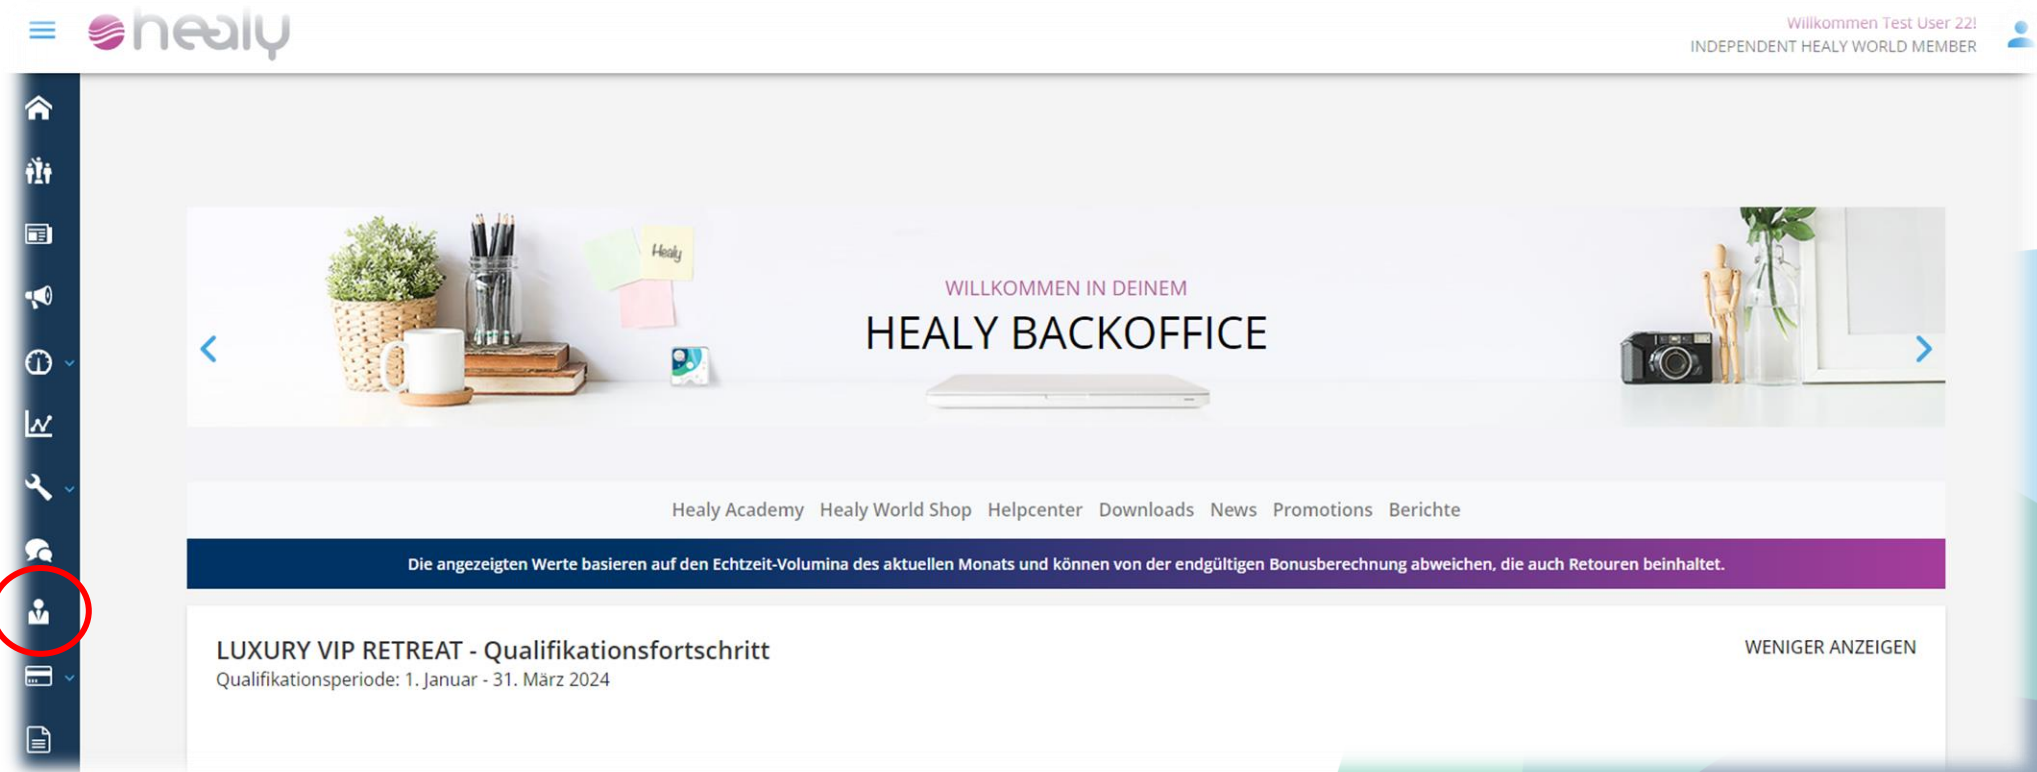 healy
Willkommen Test User 22!
INDEPENDENT HEALY WORLD MEMBER
Healy
WILLKOMMEN IN DEINEM
HEALY BACKOFFICE
Healy Academy Healy World Shop Helpcenter Downloads News Promotions Berichte
Die angezeigten Werte basieren auf den Echtzeit-Volumina des aktuellen Monats und können von der endgültigen Bonusberechnung abweichen, die auch Retouren beinhaltet.
LUXURY VIP RETREAT - Qualifikationsfortschritt
WENIGER ANZEIGEN
Qualifikationsperiode: 1. Januar - 31. März 2024